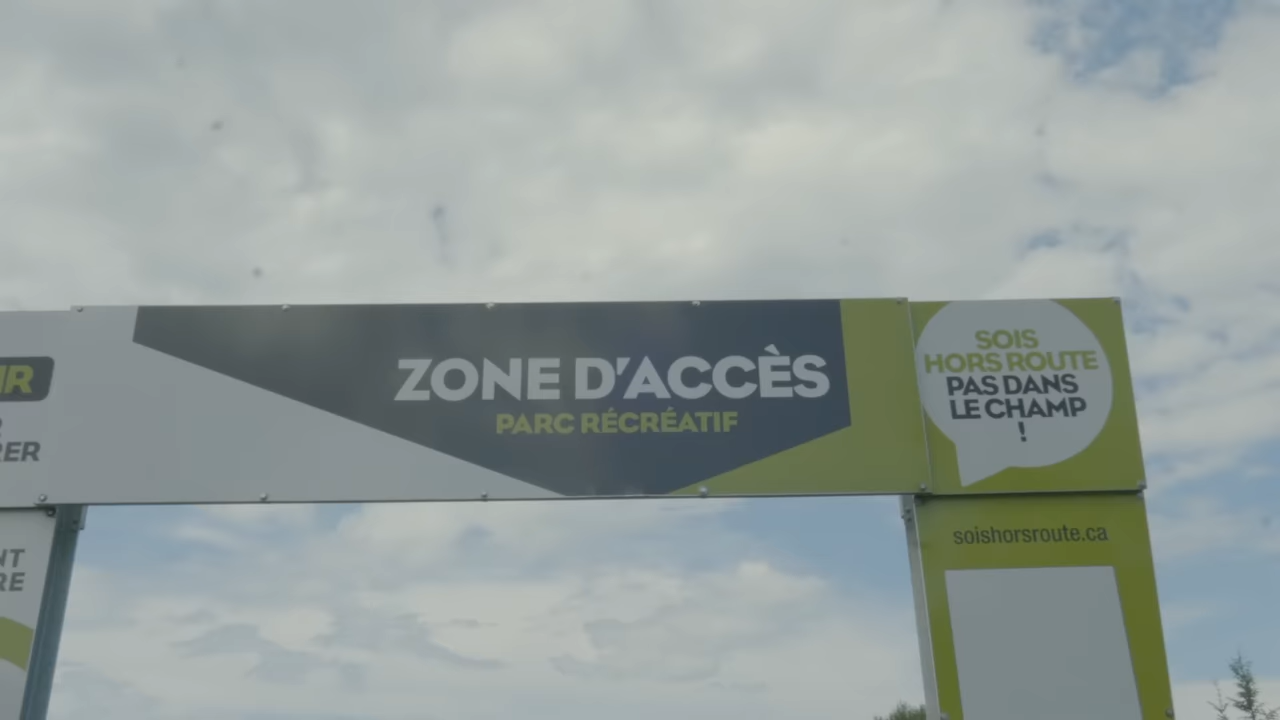 ZONE D'ACCÈS
PARC RÉCRÉATIF
SOIS
HORS ROUTE
PAS DANS
LE CHAMP
!
soishorsroute.ca